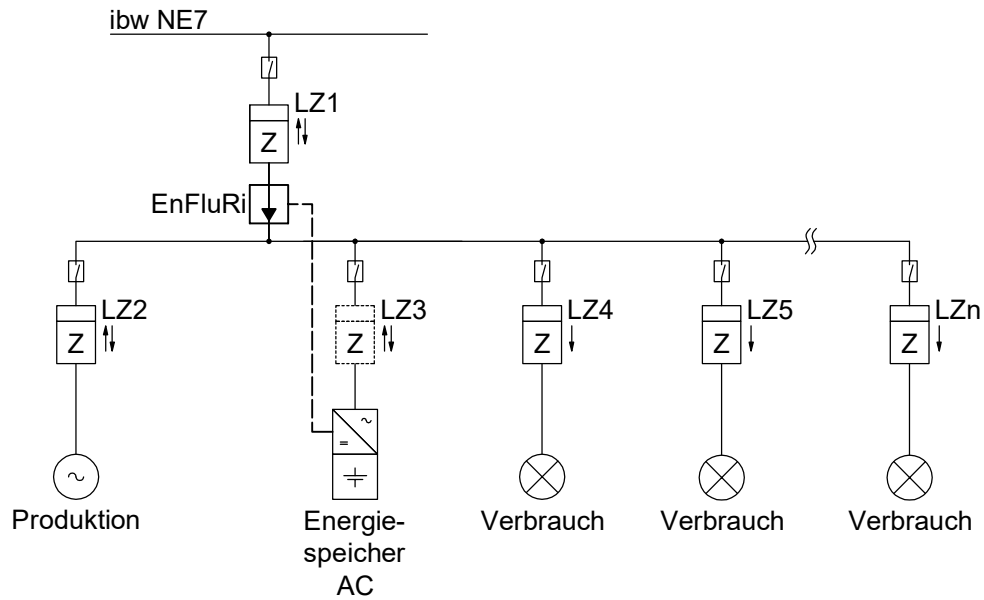 ibw NE7
LZ1
Z
EnFluRi
LZ2
Z
LZ3
Z
LZ4
Z
LZ5
Z
LZn
Z
~
~
=
Produktion
Energie-
speicher
AC
Verbrauch
Verbrauch
Verbrauch